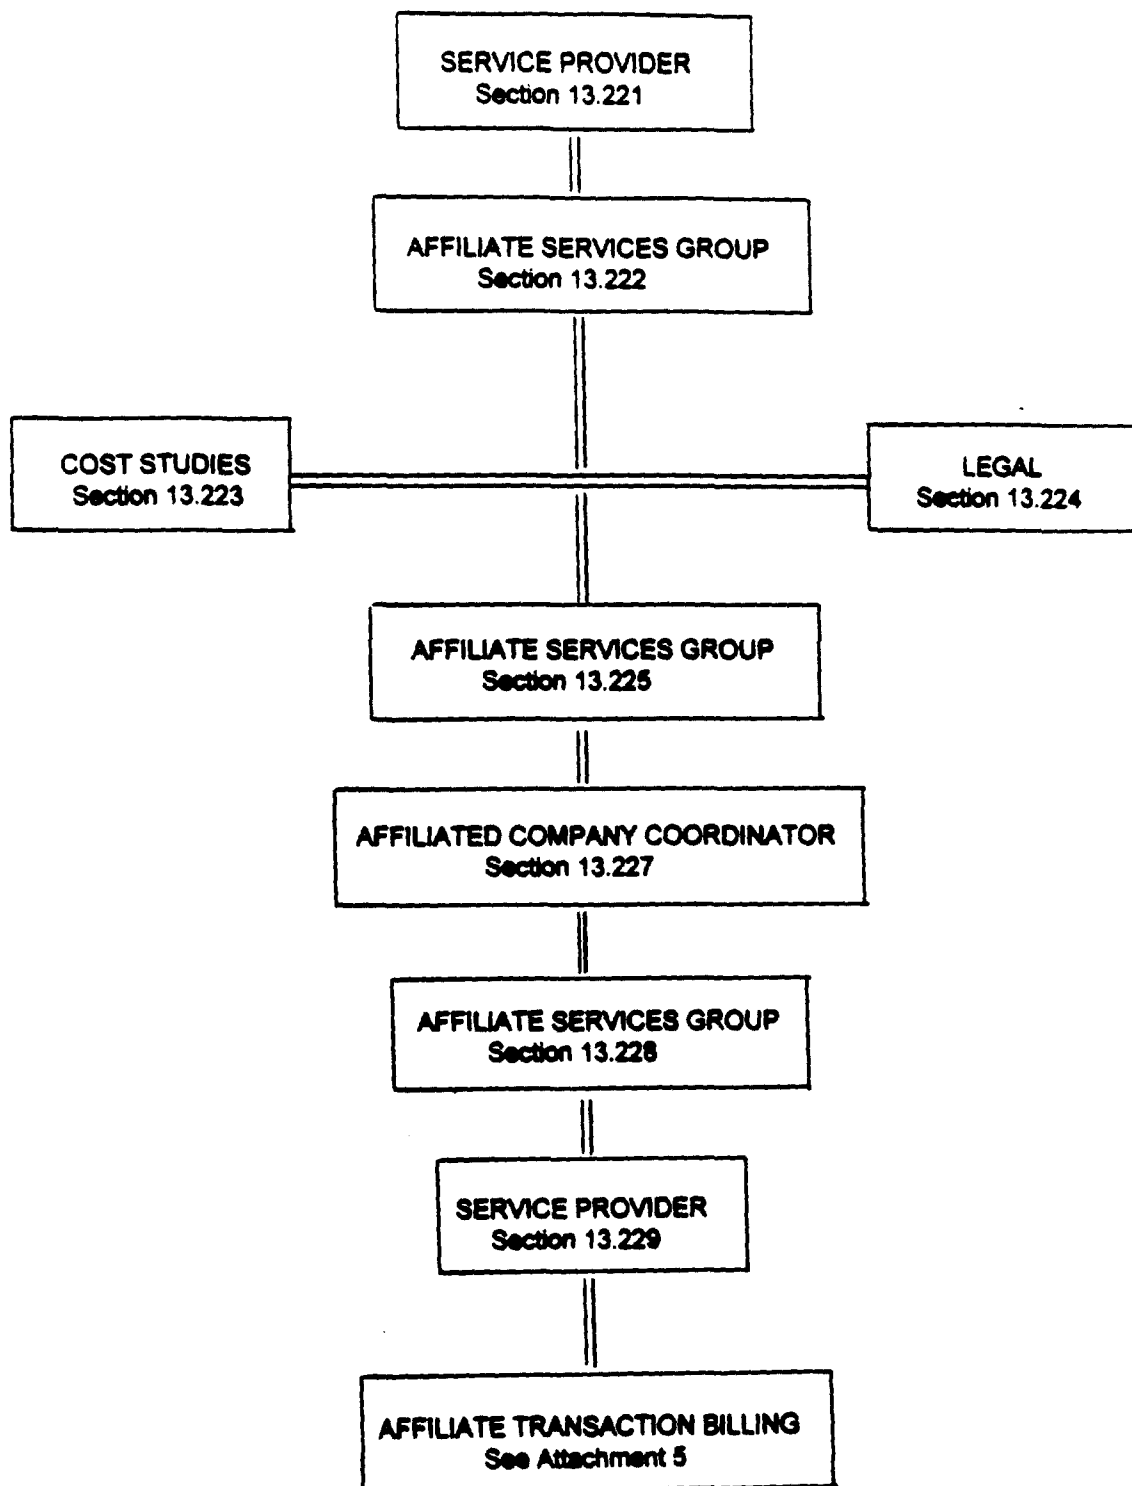 SERVICE PROVIDER
Section 13.221
AFFILIATE SERVICES GROUP
Section 13.222
COST STUDIES
Section 13.223
LEGAL
Section 13.224
AFFILIATE SERVICES GROUP
Section 13.225
AFFILIATED COMPANY COORDINATOR
Section 13.227
AFFILIATE SERVICES GROUP
Section 13.228
SERVICE PROVIDER
Section 13.229
AFFILIATE TRANSACTION BILLING
See Attachment 5